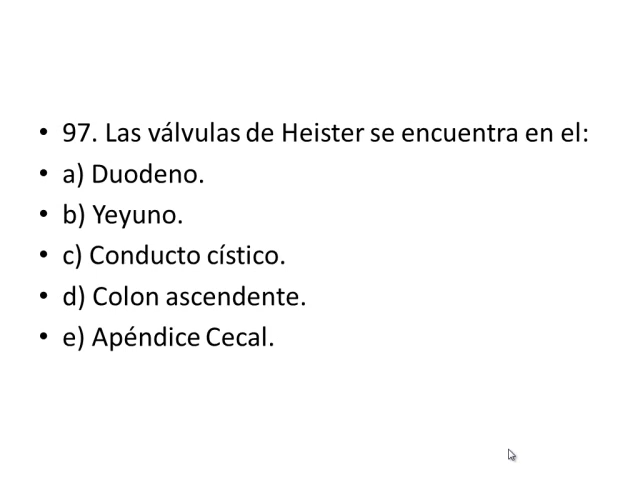 • 97. Las válvulas de Heister se encuentra en el:
• a) Duodeno.
• b) Yeyuno.
• c) Conducto cístico.
• d) Colon ascendente.
• e) Apéndice Cecal.